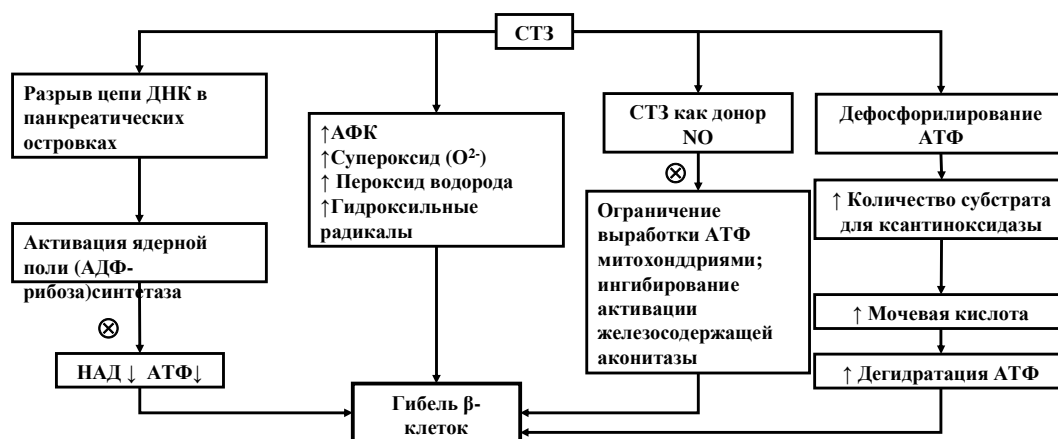 СТЗ
Разрыв цепи ДНК в
панкреатических
островках
Активация ядерной
поли (АДФ-
рибоза)синтетаза
НАД ↓ АТФ↓
↑АФК
↑Супероксид (О²⁻)
↑ Пероксид водорода
↑Гидроксильные
радикалы
Гибель β-
клеток
СТЗ как донор
NO
Ограничение
выработки АТФ
митохонддриями;
ингибирование
активации
железосодержащей
аконитазы
Дефосфорилирование
АТФ
↑ Количество субстрата
для ксантиноксидазы
↑ Мочевая кислота
↑ Дегидратация АТФ